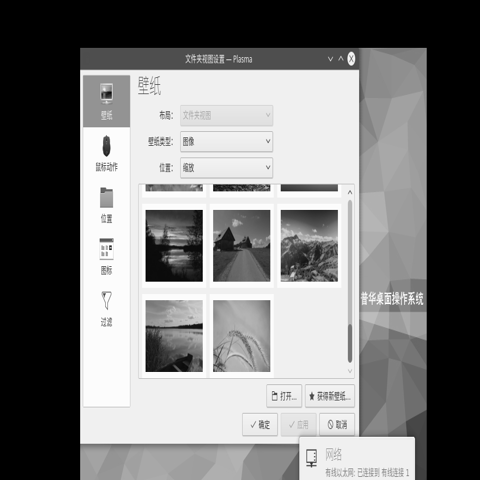 文件夹视图设置 — Plasma
壁纸
壁纸
布局:
文件夹视图
壁纸类型:
图像
位置:
缩放
鼠标动作
位置
图标
过滤
打开...
获得新壁纸...
确定
应用
取消
普华桌面操作系统
网络
有线以太网: 已连接到 有线连接 1